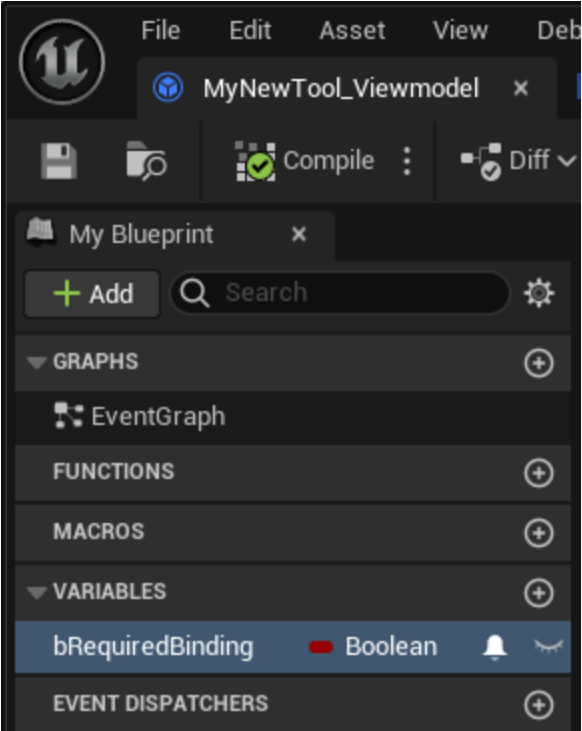 File Edit Asset View Deb
MyNewTool_Viewmodel
Compile Diff
My Blueprint
Add Search
GRAPHS
EventGraph
FUNCTIONS
MACROS
VARIABLES
bRequiredBinding Boolean
EVENT DISPATCHERS